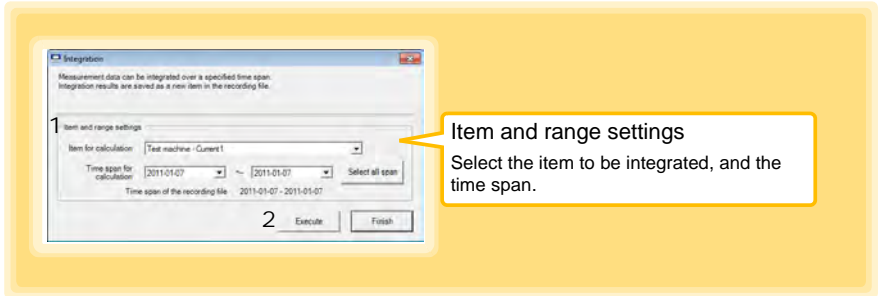 Integration
Measurement data can be integrated over a specified time span.
Integration results are saved as a new item in the recording file.
1
Item and range settings
Item for calculation Test machine - Current1
Time span for
calculation 2011-01-07 ~ 2011-01-07 Select all span
Time span of the recording file 2011-01-07 - 2011-01-07
2 Execute Finish
Item and range settings
Select the item to be integrated, and the
time span.